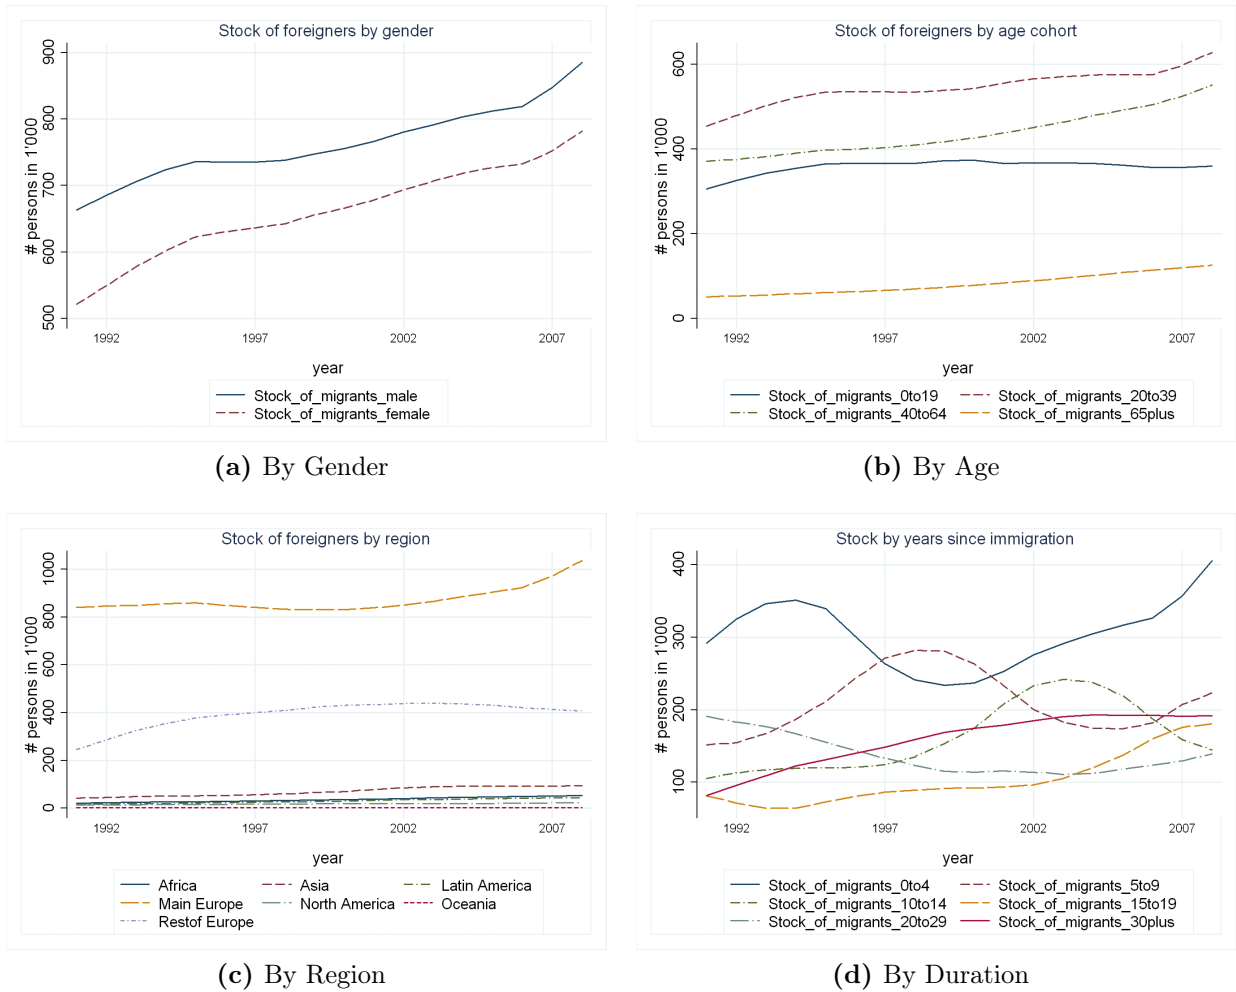 Stock of foreigners by gender
# persons in 1'000
900
800
700
600
500
1992 1997 2002 2007
year
Stock_of_migrants_male
Stock_of_migrants_female
(a) By Gender
Stock of foreigners by age cohort
# persons in 1'000
600
400
200
0
1992 1997 2002 2007
year
Stock_of_migrants_0to19 Stock_of_migrants_20to39
Stock_of_migrants_40to64 Stock_of_migrants_65plus
(b) By Age
Stock of foreigners by region
# persons in 1'000
1000
800
600
400
200
0
1992 1997 2002 2007
year
Africa Asia Latin America
Main Europe North America Oceania
Restof Europe
(c) By Region
Stock by years since immigration
# persons in 1'000
400
300
200
100
1992 1997 2002 2007
year
Stock_of_migrants_0to4 Stock_of_migrants_5to9
Stock_of_migrants_10to14 Stock_of_migrants_15to19
Stock_of_migrants_20to29 Stock_of_migrants_30plus
(d) By Duration